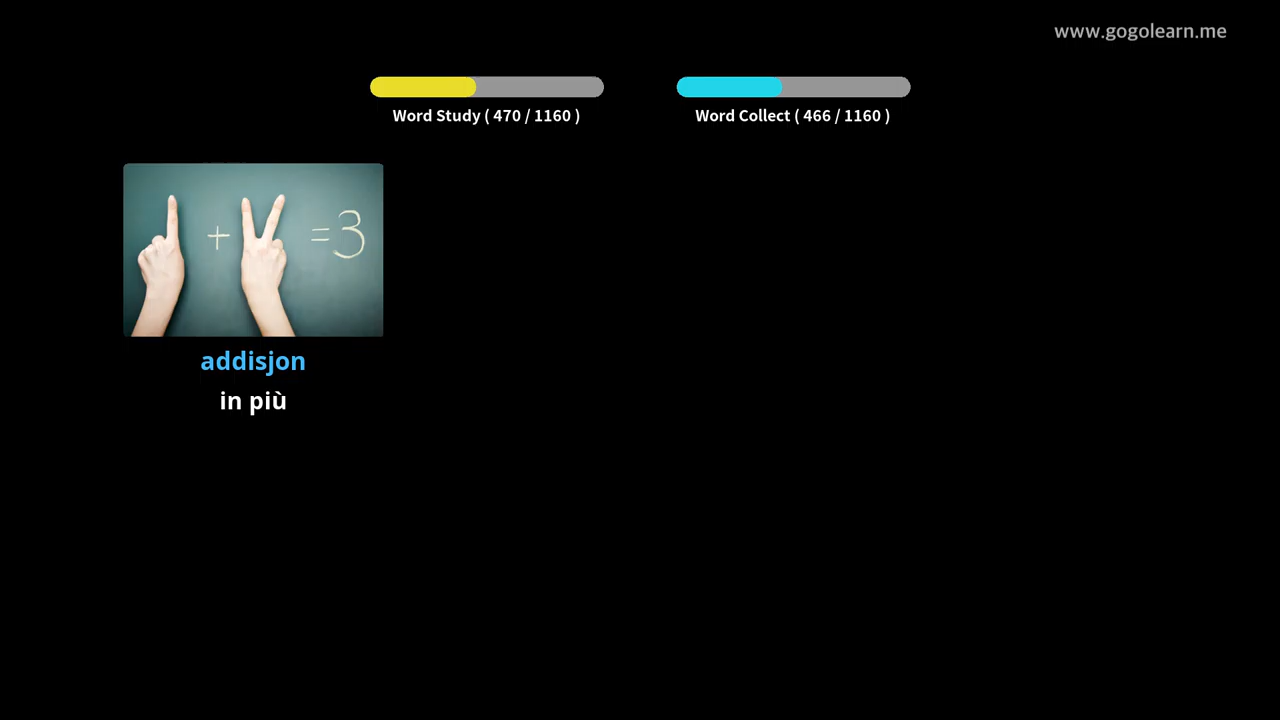 www.gogolearn.me
Word Study ( 470 / 1160 )
Word Collect ( 466 / 1160 )
+ =3
addisjon
in più